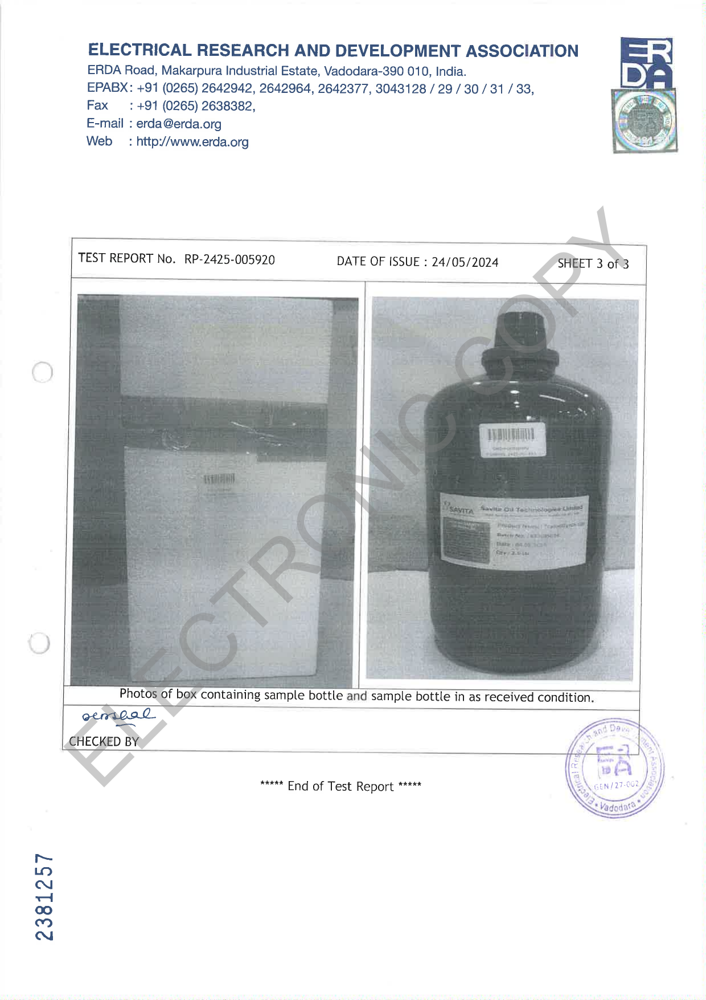 ELECTRICAL RESEARCH AND DEVELOPMENT ASSOCIATION
ERDA Road, Makarpura Industrial Estate, Vadodara-390 010, India.
EPABX : +91 (0265) 2642942, 2642964, 2642377, 3043128 / 29 / 30 / 31 / 33,
Fax : +91 (0265) 2638382,
E-mail : erda@erda.org
Web : http://www.erda.org
ERDA
TEST REPORT No. RP-2425-005920 DATE OF ISSUE : 24/05/2024 SHEET 3 of 3
SAVITA Savita Oil Technologies Limited
Product Name :
Batch No. :
Date :
Qty :
Photos of box containing sample bottle and sample bottle in as received condition.
CHECKED BY
Electrical Research and Development Association
ERDA
GEN/27-002
• Vadodara •
***** End of Test Report *****
2381257
ELECTRONIC COPY